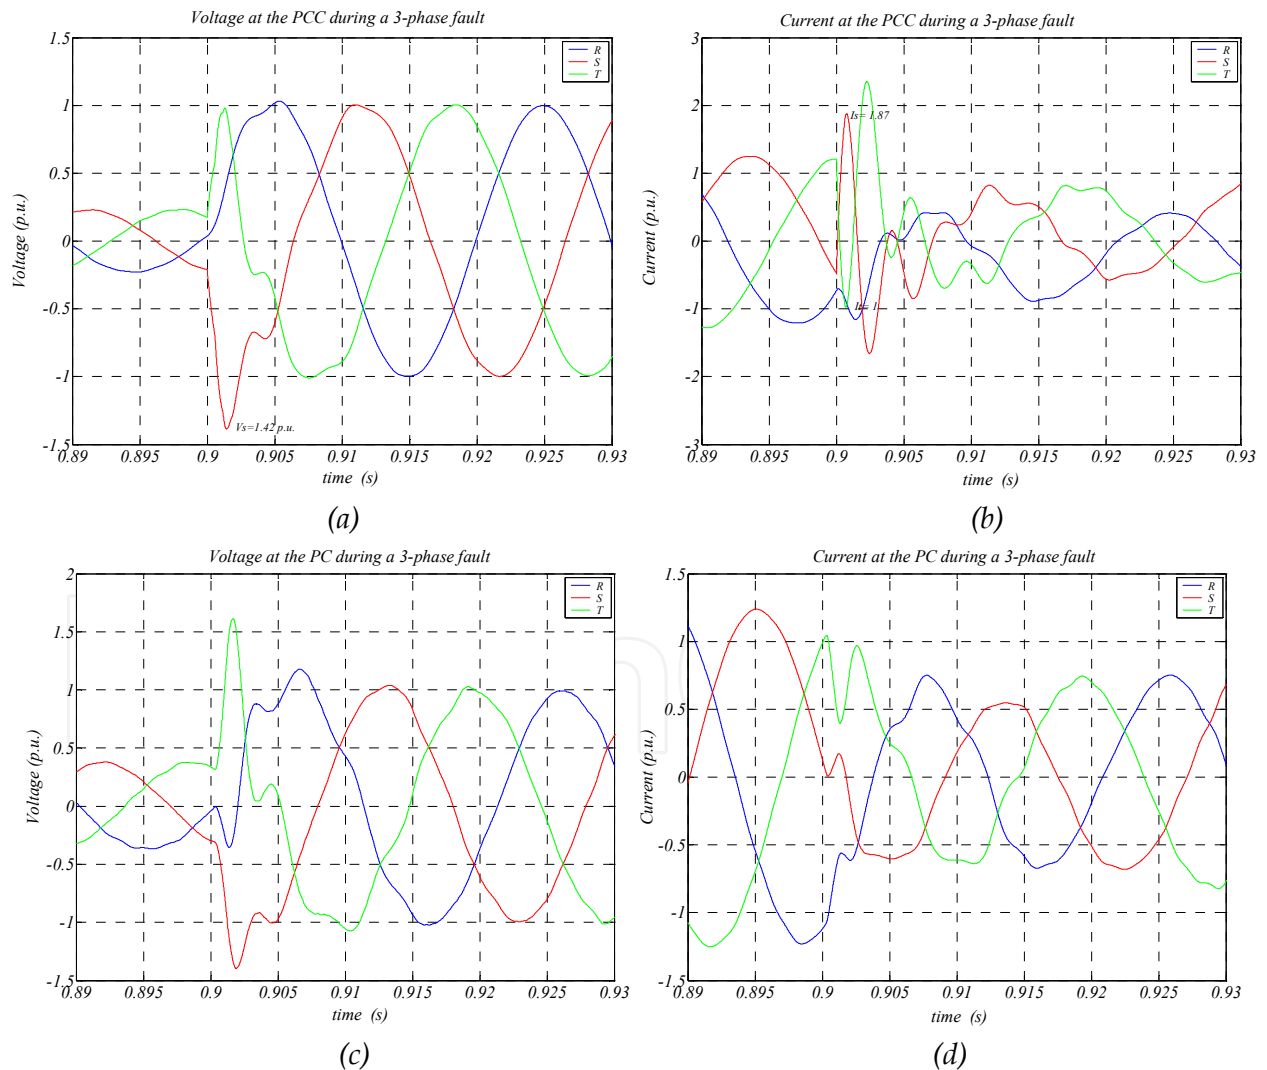 Voltage at the PCC during a 3-phase fault
1.5
1
0.5
0
-0.5
-1
-1.5
Voltage (p.u.)
R
S
T
Vs=1.42 p.u.
0.89 0.895 0.9 0.905 0.91 0.915 0.92 0.925 0.93
time (s)
(a)
Current at the PCC during a 3-phase fault
3
2
1
0
-1
-2
-3
Current (p.u.)
R
S
T
Is= 1.87
Is= 1
0.89 0.895 0.9 0.905 0.91 0.915 0.92 0.925 0.93
time (s)
(b)
Voltage at the PC during a 3-phase fault
2
1.5
1
0.5
0
-0.5
-1
-1.5
Voltage (p.u.)
R
S
T
0.89 0.895 0.9 0.905 0.91 0.915 0.92 0.925 0.93
time (s)
(c)
Current at the PC during a 3-phase fault
1.5
1
0.5
0
-0.5
-1
-1.5
Current (p.u.)
R
S
T
0.89 0.895 0.9 0.905 0.91 0.915 0.92 0.925 0.93
time (s)
(d)